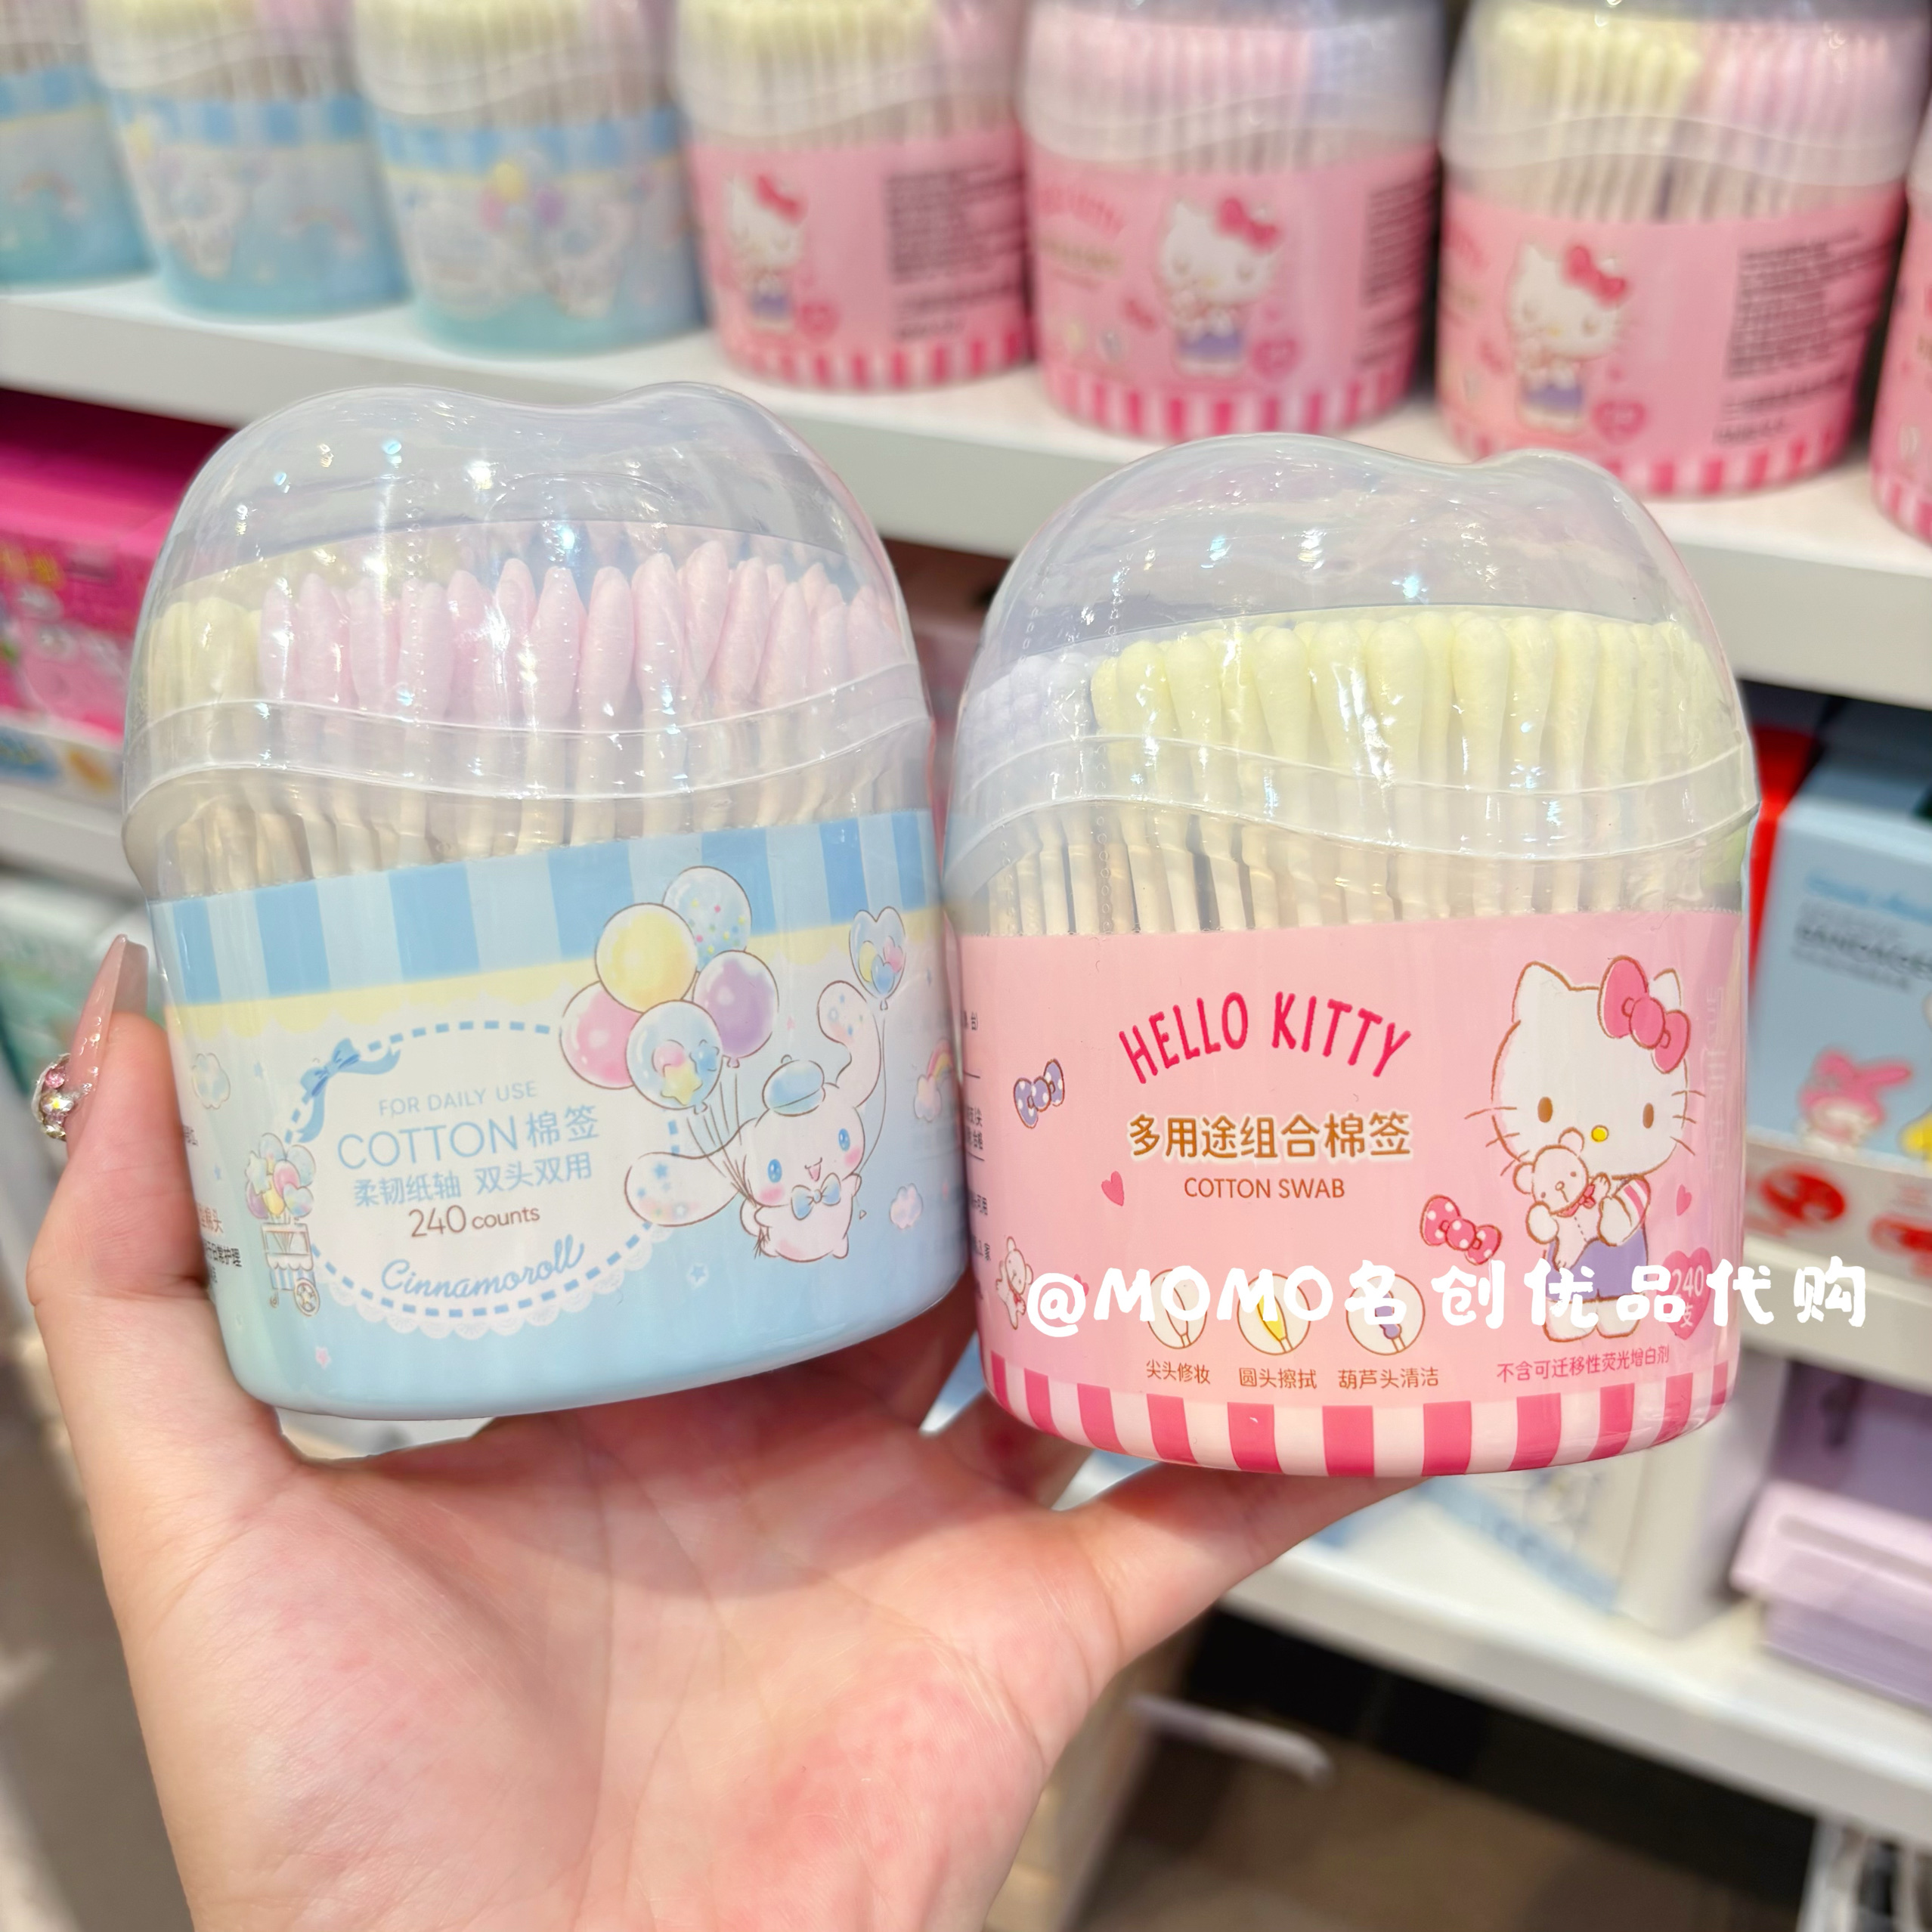 FOR DAILY USE
COTTON 棉签
柔韧纸轴 双头双用
240 counts
Cinnamoroll
HELLO KITTY
多用途组合棉签
COTTON SWAB
240
支
@MOMO名创优品代购
尖头修妆 圆头擦拭 葫芦头清洁
不含可迁移性荧光增白剂